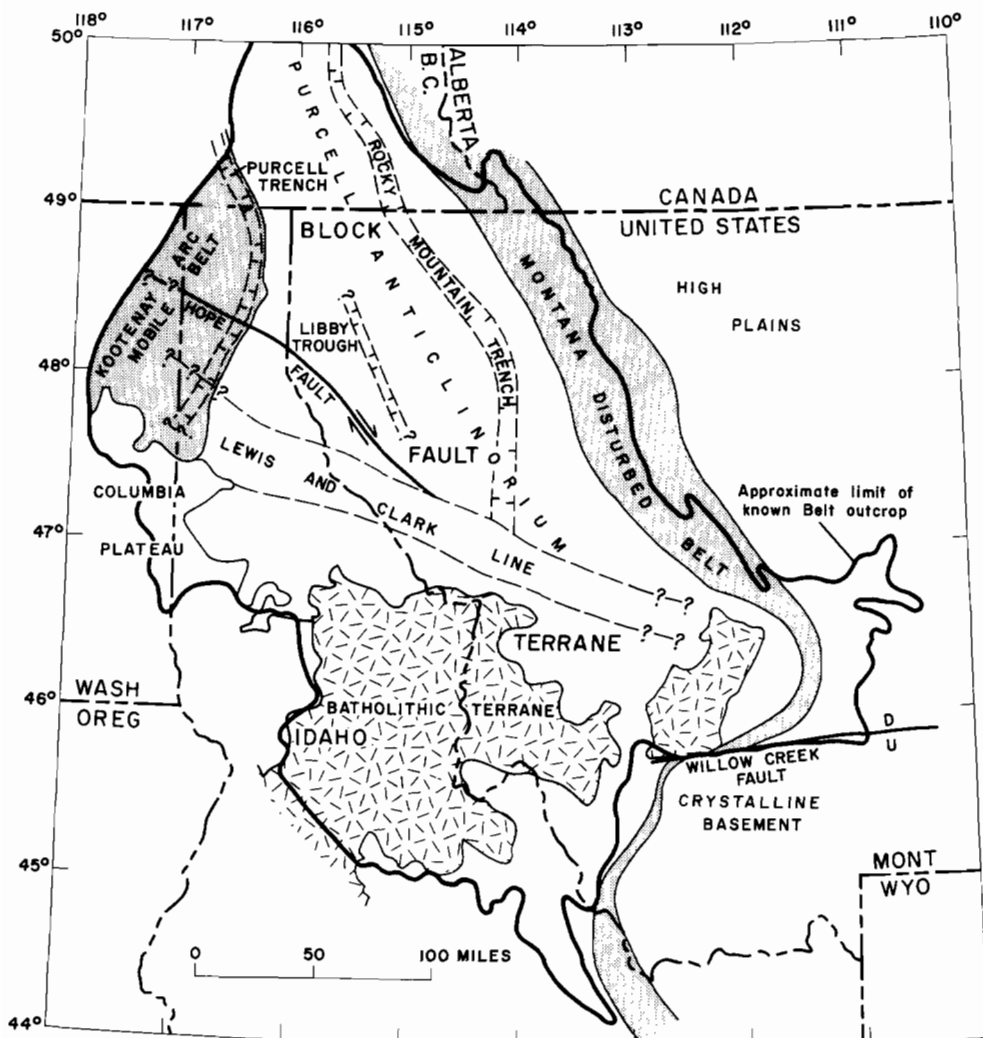 118° 117° 116° 115° 114° 113° 112° 111° 110°
50°
ALBERTA
B.C.
PURCELL ANTICLINORIUM
ROCKY MOUNTAIN TRENCH
PURCELL
TRENCH
49°
CANADA
UNITED STATES
BLOCK
KOOTENAY ARC
MOBILE BELT
MONTANA DISTURBED BELT
HIGH
PLAINS
? ?
HOPE FAULT
?
LIBBY
TROUGH
48°
? ?
? ?
FAULT
LEWIS AND CLARK LINE
COLUMBIA
PLATEAU
Approximate limit of
known Belt outcrop
47°
? ?
? ?
TERRANE
46°
WASH
OREG
BATHOLITHIC TERRANE
IDAHO
D
U
WILLOW CREEK
FAULT
CRYSTALLINE
BASEMENT
45°
MONT
WYO
0 50 100 MILES
44°